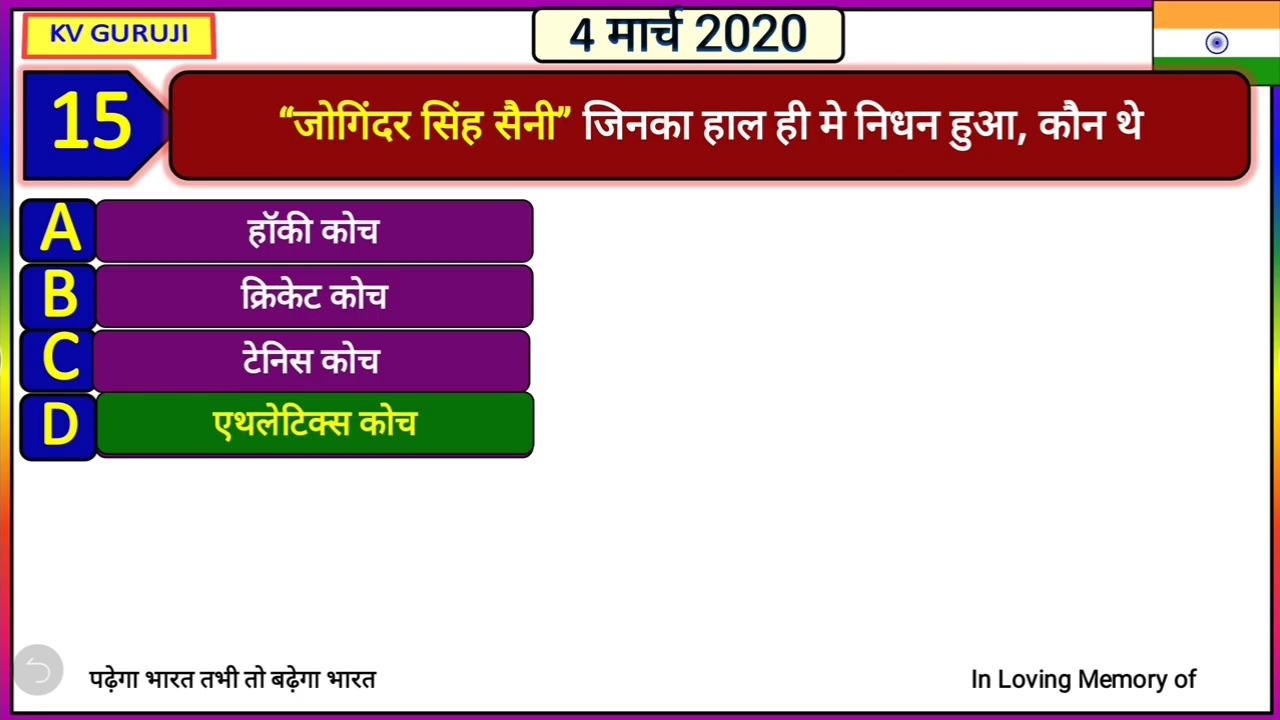 KV GURUJI
4 मार्च 2020
15
“जोगिंदर सिंह सैनी” जिनका हाल ही मे निधन हुआ, कौन थे
A हॉकी कोच
B क्रिकेट कोच
C टेनिस कोच
D एथलेटिक्स कोच
पढ़ेगा भारत तभी तो बढ़ेगा भारत
In Loving Memory of